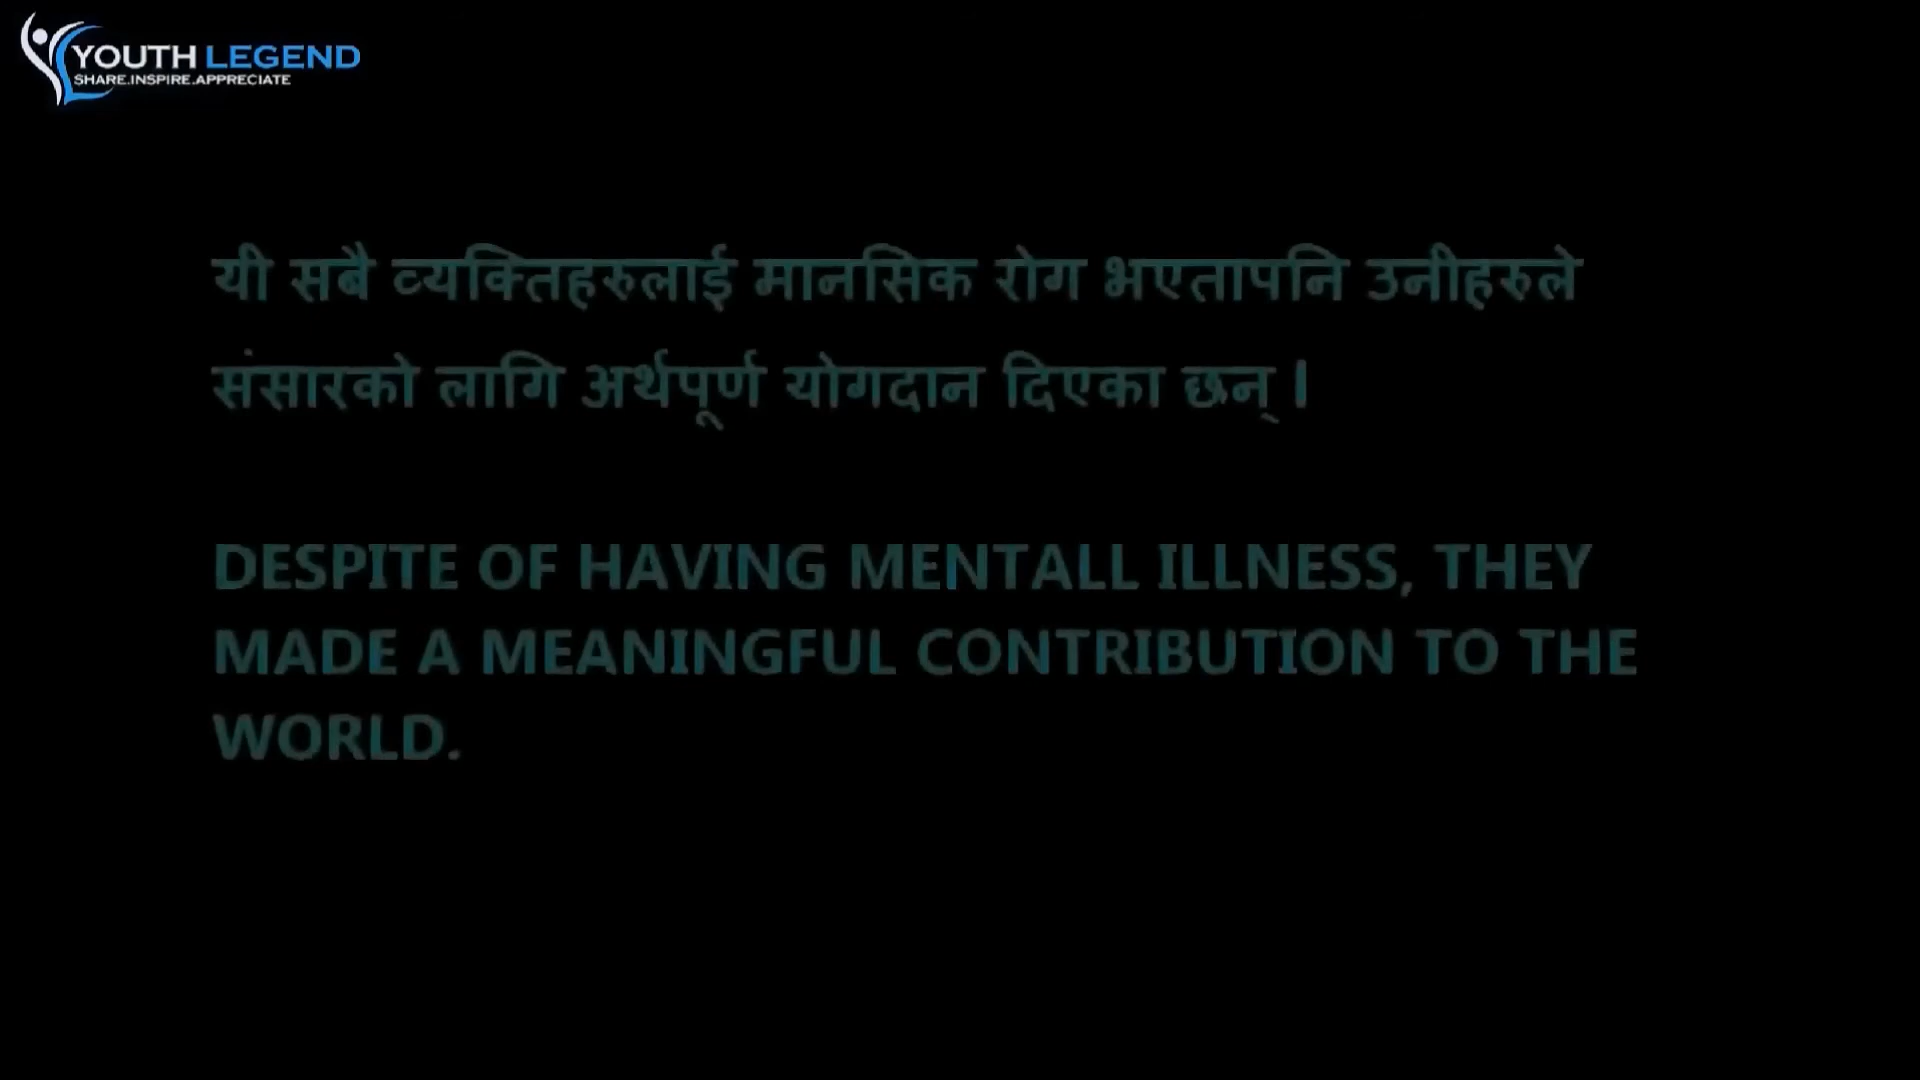 YOUTH LEGEND
SHARE.INSPIRE.APPRECIATE
यी सबै व्यक्तिहरुलाई मानसिक रोग भएतापनि उनीहरुले
संसारको लागि अर्थपूर्ण योगदान दिएका छन् ।
DESPITE OF HAVING MENTALL ILLNESS, THEY
MADE A MEANINGFUL CONTRIBUTION TO THE
WORLD.